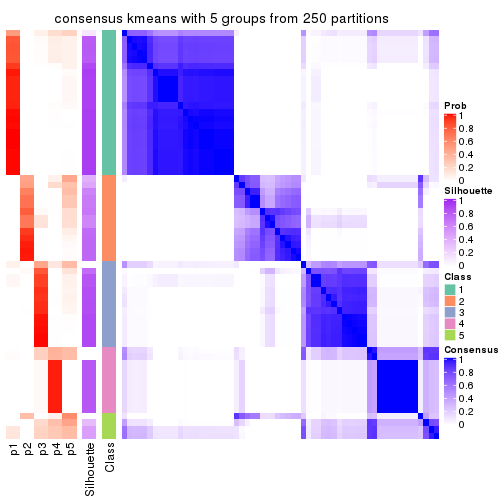 consensus kmeans with 5 groups from 250 partitions
Prob
1
0.8
0.6
0.4
0.2
0
Silhouette
1
0.8
0.6
0.4
0.2
0
Class
1
2
3
4
5
Consensus
1
0.8
0.6
0.4
0.2
0
p1
p2
p3
p4
p5
Silhouette
Class